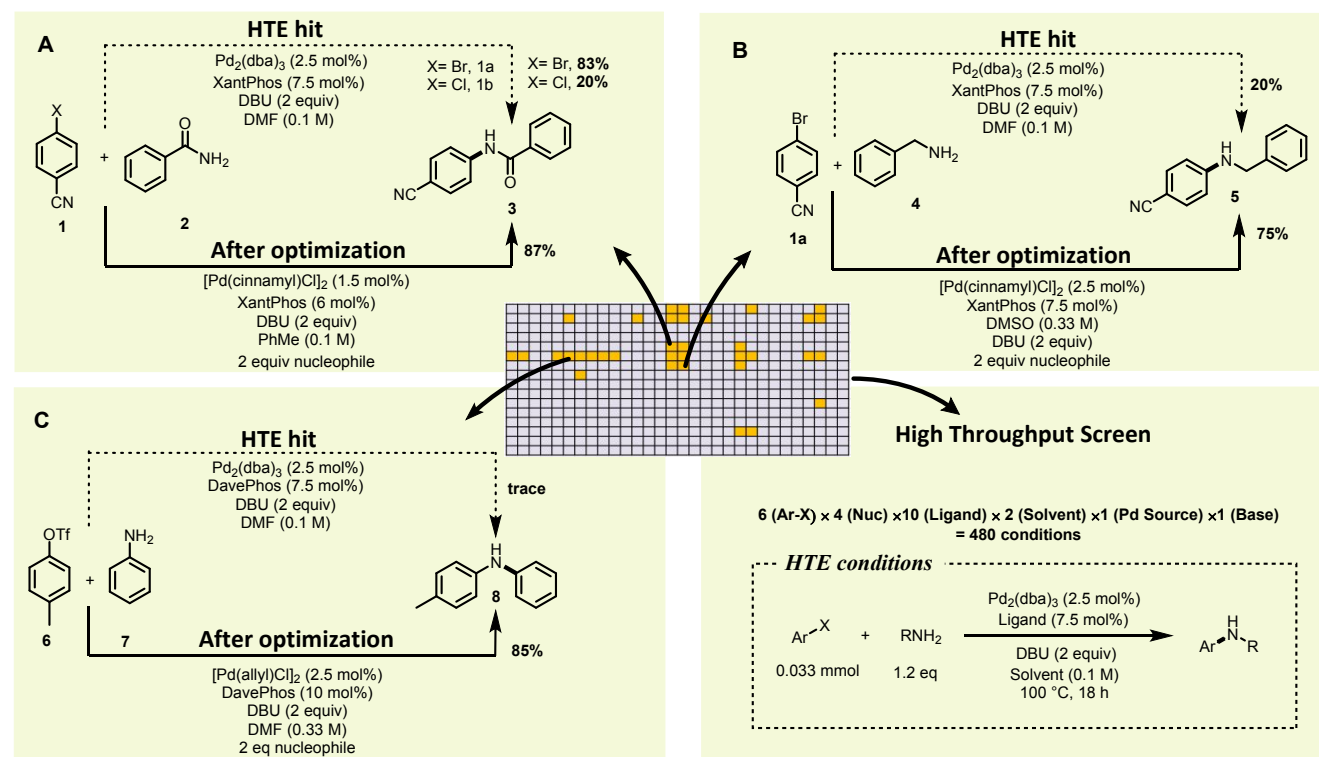 A
HTE hit
Pd2(dba)3 (2.5 mol%)
XantPhos (7.5 mol%)
DBU (2 equiv)
DMF (0.1 M)
X= Br, 1a
X= Cl, 1b
X= Br, 83%
X= Cl, 20%
X
CN
1
+
O
NH2
2
H
N
O
NC
3
After optimization
87%
[Pd(cinnamyl)Cl]2 (1.5 mol%)
XantPhos (6 mol%)
DBU (2 equiv)
PhMe (0.1 M)
2 equiv nucleophile
B
HTE hit
Pd2(dba)3 (2.5 mol%)
XantPhos (7.5 mol%)
DBU (2 equiv)
DMF (0.1 M)
20%
Br
CN
1a
+
NH2
4
H
N
NC
5
After optimization
75%
[Pd(cinnamyl)Cl]2 (2.5 mol%)
XantPhos (7.5 mol%)
DMSO (0.33 M)
DBU (2 equiv)
2 equiv nucleophile
C
HTE hit
Pd2(dba)3 (2.5 mol%)
DavePhos (7.5 mol%)
DBU (2 equiv)
DMF (0.1 M)
trace
OTf
6
+
NH2
7
H
N
8
After optimization
85%
[Pd(allyl)Cl]2 (2.5 mol%)
DavePhos (10 mol%)
DBU (2 equiv)
DMF (0.33 M)
2 eq nucleophile
High Throughput Screen
6 (Ar-X) × 4 (Nuc) ×10 (Ligand) × 2 (Solvent) ×1 (Pd Source) ×1 (Base)
= 480 conditions
HTE conditions
Ar X
0.033 mmol
+
RNH2
1.2 eq
Pd2(dba)3 (2.5 mol%)
Ligand (7.5 mol%)
DBU (2 equiv)
Solvent (0.1 M)
100 °C, 18 h
H
Ar N R